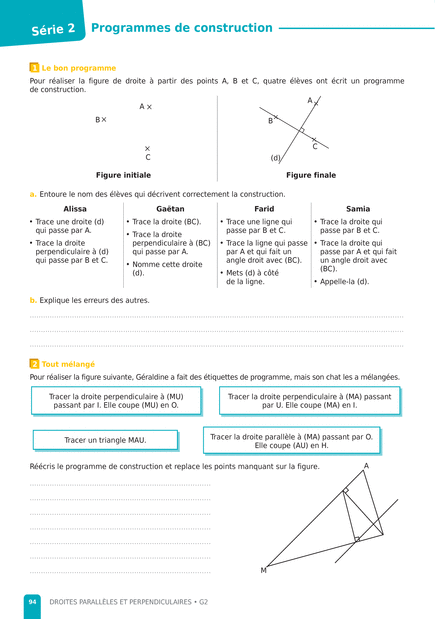 Série 2
Programmes de construction
1 Le bon programme
Pour réaliser la figure de droite à partir des points A, B et C, quatre élèves ont écrit un programme
de construction.
A
B
C
Figure initiale
A
B
C
(d)
Figure finale
a. Entoure le nom des élèves qui décrivent correctement la construction.
Alissa
• Trace une droite (d)
qui passe par A.
• Trace la droite
perpendiculaire à (d)
qui passe par B et C.
Gaëtan
• Trace la droite (BC).
• Trace la droite
perpendiculaire à (BC)
qui passe par A.
• Nomme cette droite
(d).
Farid
• Trace une ligne qui
passe par B et C.
• Trace la ligne qui passe
par A et qui fait un
angle droit avec (BC).
• Mets (d) à côté
de la ligne.
Samia
• Trace la droite qui
passe par B et C.
• Trace la droite qui
passe par A et qui fait
un angle droit avec
(BC).
• Appelle-la (d).
b. Explique les erreurs des autres.
2 Tout mélangé
Pour réaliser la figure suivante, Géraldine a fait des étiquettes de programme, mais son chat les a mélangées.
Tracer la droite perpendiculaire à (MU)
passant par I. Elle coupe (MU) en O.
Tracer la droite perpendiculaire à (MA) passant
par U. Elle coupe (MA) en I.
Tracer un triangle MAU.
Tracer la droite parallèle à (MA) passant par O.
Elle coupe (AU) en H.
Réécris le programme de construction et replace les points manquant sur la figure.
A
M
94 DROITES PARALLÈLES ET PERPENDICULAIRES • G2